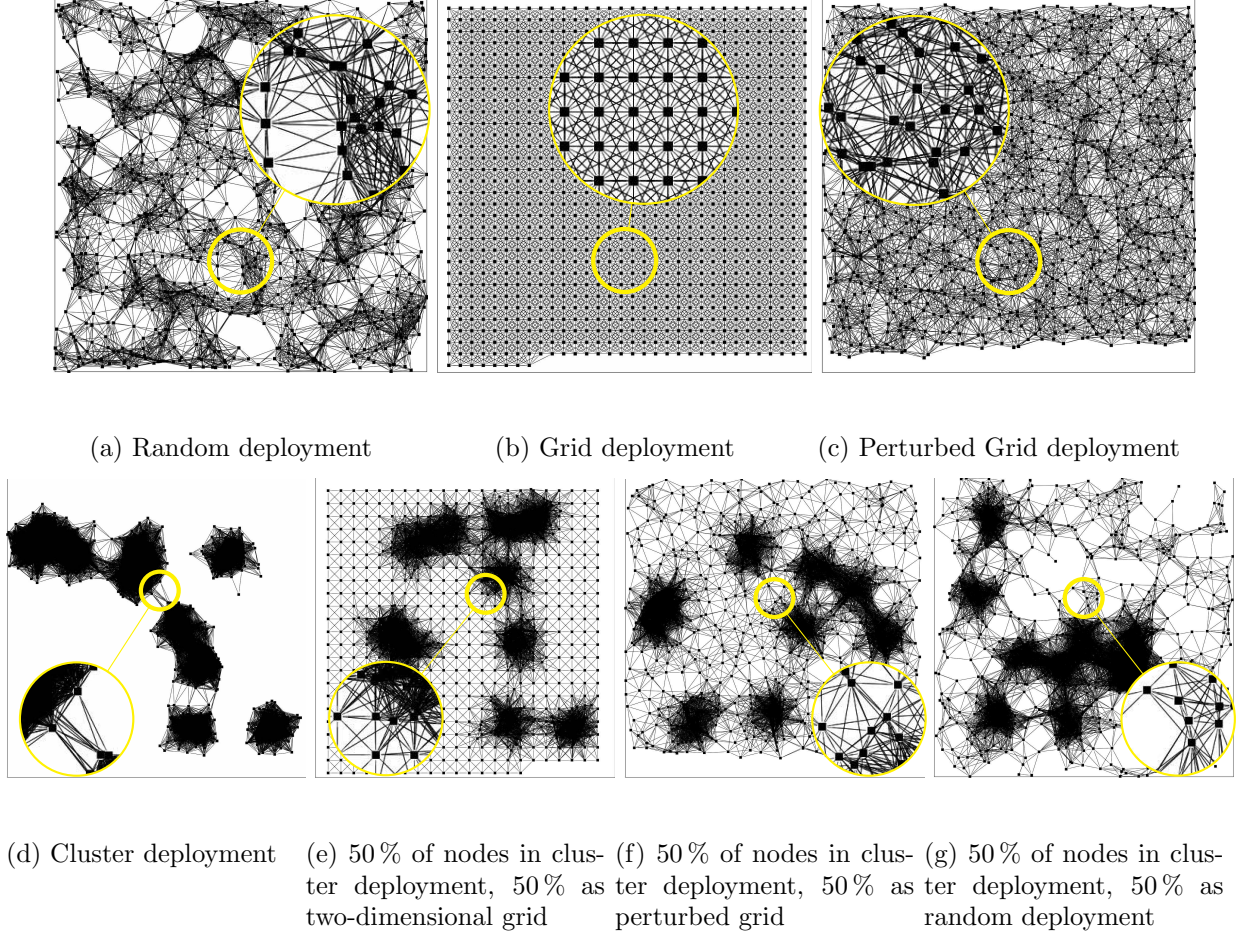 (a) Random deployment
(b) Grid deployment
(c) Perturbed Grid deployment
(d) Cluster deployment
(e) 50 % of nodes in clus-
ter deployment, 50 % as
two-dimensional grid
(f) 50 % of nodes in clus-
ter deployment, 50 % as
perturbed grid
(g) 50 % of nodes in clus-
ter deployment, 50 % as
random deployment